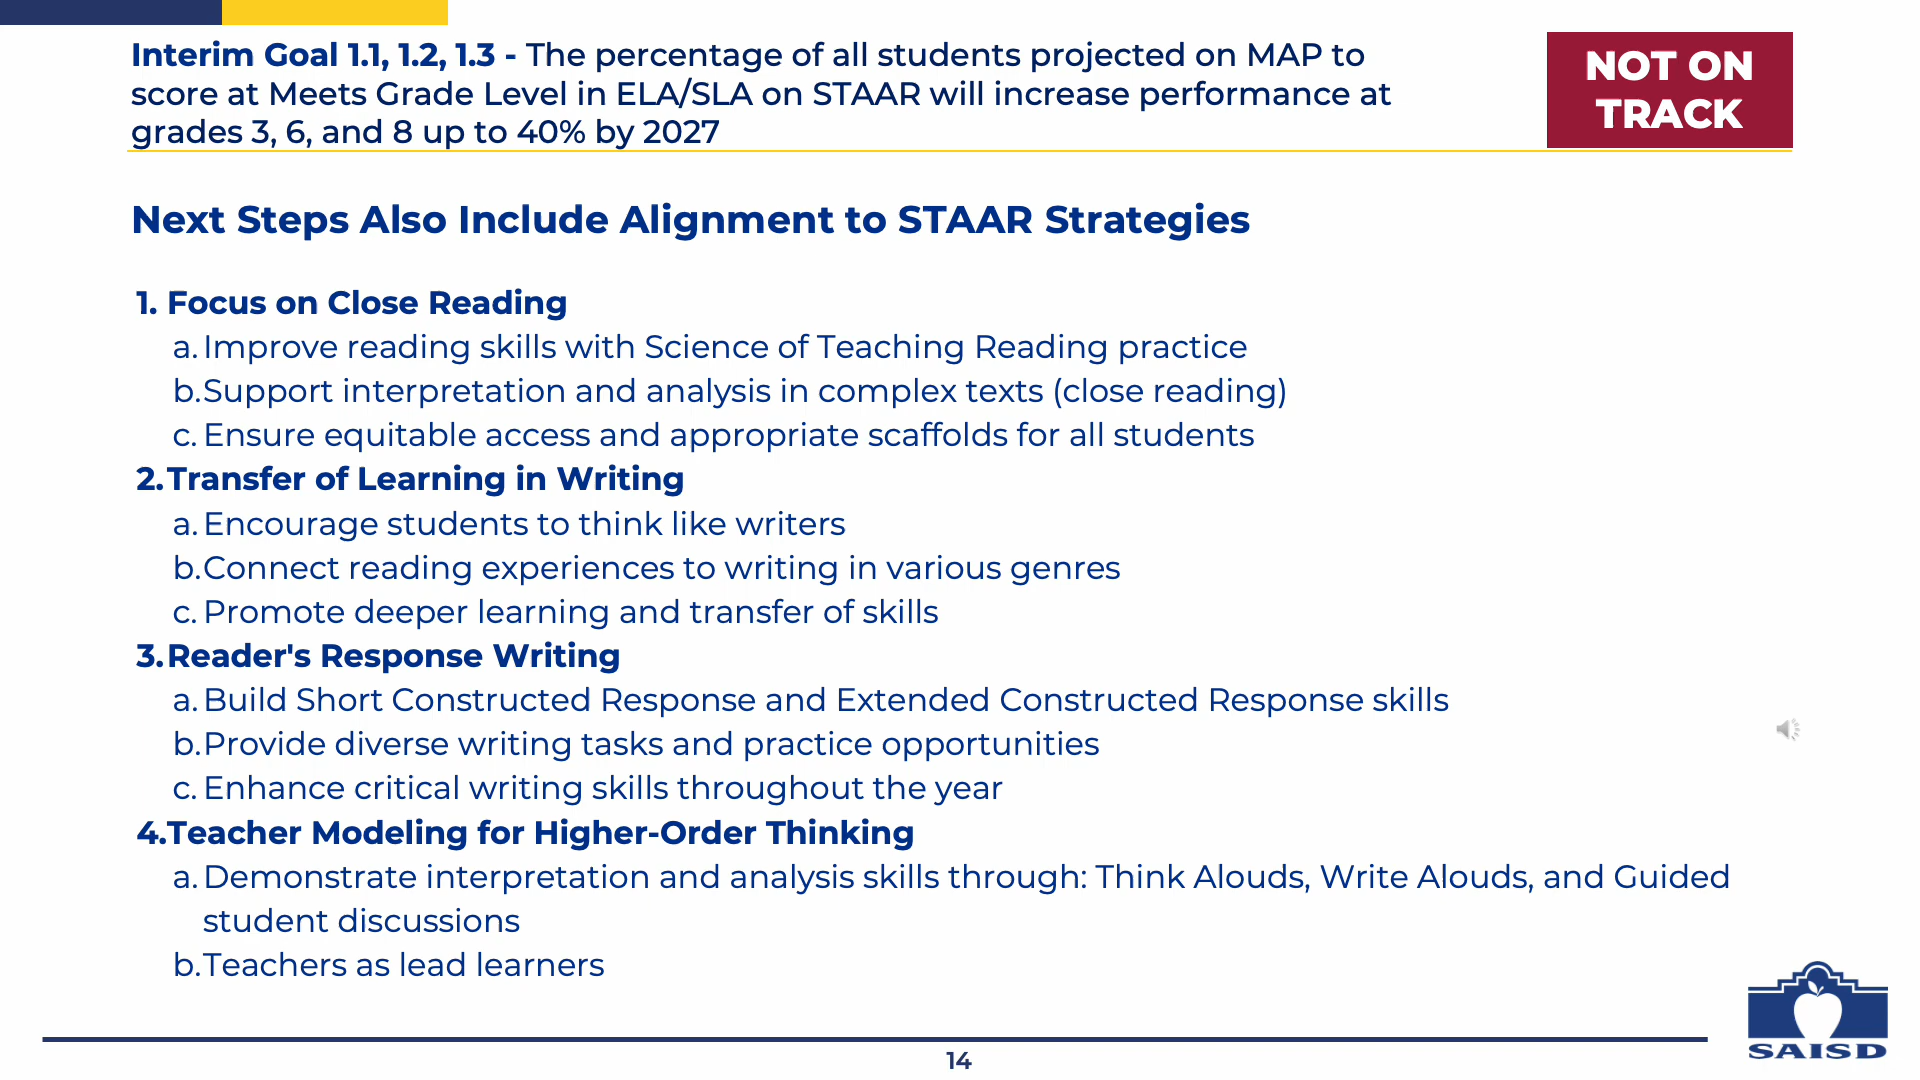 Interim Goal 1.1, 1.2, 1.3 - The percentage of all students projected on MAP to
score at Meets Grade Level in ELA/SLA on STAAR will increase performance at
grades 3, 6, and 8 up to 40% by 2027
NOT ON
TRACK
Next Steps Also Include Alignment to STAAR Strategies
1. Focus on Close Reading
a. Improve reading skills with Science of Teaching Reading practice
b. Support interpretation and analysis in complex texts (close reading)
c. Ensure equitable access and appropriate scaffolds for all students
2. Transfer of Learning in Writing
a. Encourage students to think like writers
b. Connect reading experiences to writing in various genres
c. Promote deeper learning and transfer of skills
3. Reader's Response Writing
a. Build Short Constructed Response and Extended Constructed Response skills
b. Provide diverse writing tasks and practice opportunities
c. Enhance critical writing skills throughout the year
4. Teacher Modeling for Higher-Order Thinking
a. Demonstrate interpretation and analysis skills through: Think Alouds, Write Alouds, and Guided
student discussions
b. Teachers as lead learners
SAISD
14